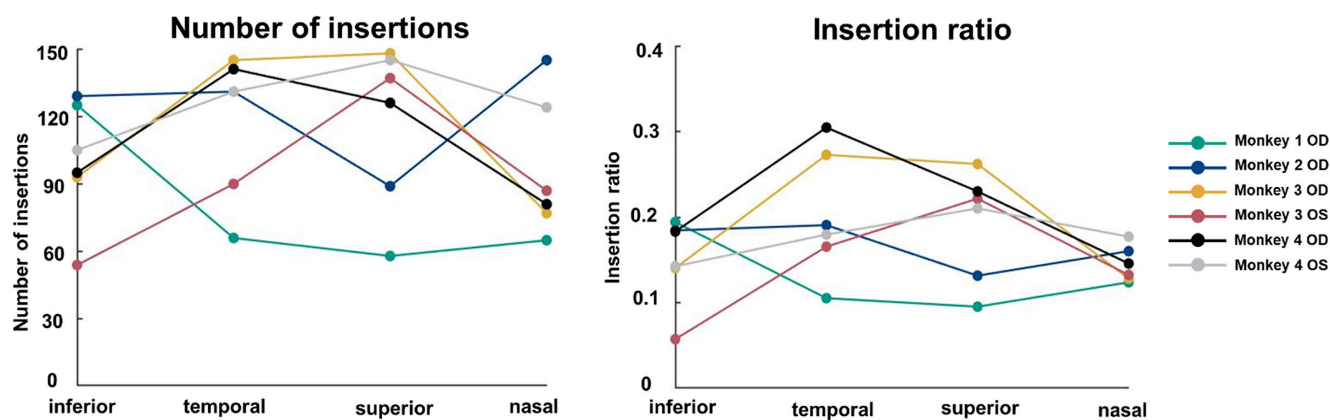 Number of insertions
Number of insertions
150
120
90
60
30
0
inferior temporal superior nasal
Insertion ratio
Insertion ratio
0.4
0.3
0.2
0.1
0
inferior temporal superior nasal
Monkey 1 OD
Monkey 2 OD
Monkey 3 OD
Monkey 3 OS
Monkey 4 OD
Monkey 4 OS